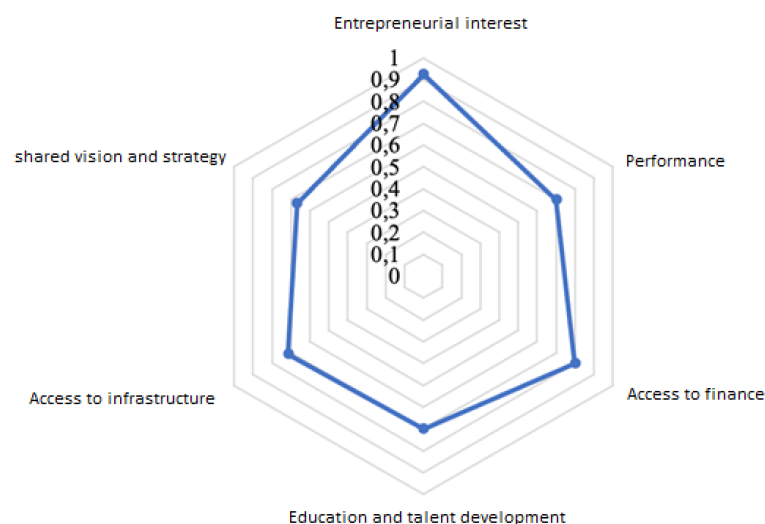 Entrepreneurial interest
1
0,9
0,8
0,7
0,6
0,5
0,4
0,3
0,2
0,1
0
shared vision and strategy
Performance
Access to infrastructure
Access to finance
Education and talent development